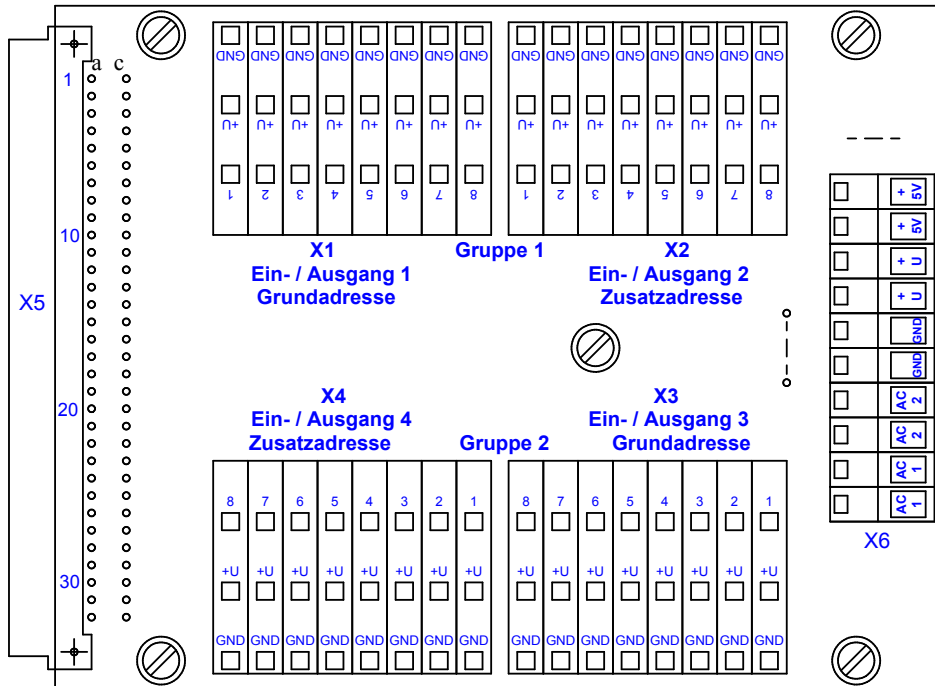 GND GND GND GND GND GND GND GND
+U +U +U +U +U +U +U +U
1 2 3 4 5 6 7 8
X1
Ein- / Ausgang 1
Grundadresse
Gruppe 1
GND GND GND GND GND GND GND GND
+U +U +U +U +U +U +U +U
1 2 3 4 5 6 7 8
X2
Ein- / Ausgang 2
Zusatzadresse
a c
1
10
20
30
X5
X4
Ein- / Ausgang 4
Zusatzadresse
Gruppe 2
8 7 6 5 4 3 2 1
+U +U +U +U +U +U +U +U
GND GND GND GND GND GND GND GND
X3
Ein- / Ausgang 3
Grundadresse
8 7 6 5 4 3 2 1
+U +U +U +U +U +U +U +U
GND GND GND GND GND GND GND GND
+
5V
+
5V
+
U
+
U
GND
GND
AC
2
AC
2
AC
1
AC
1
X6